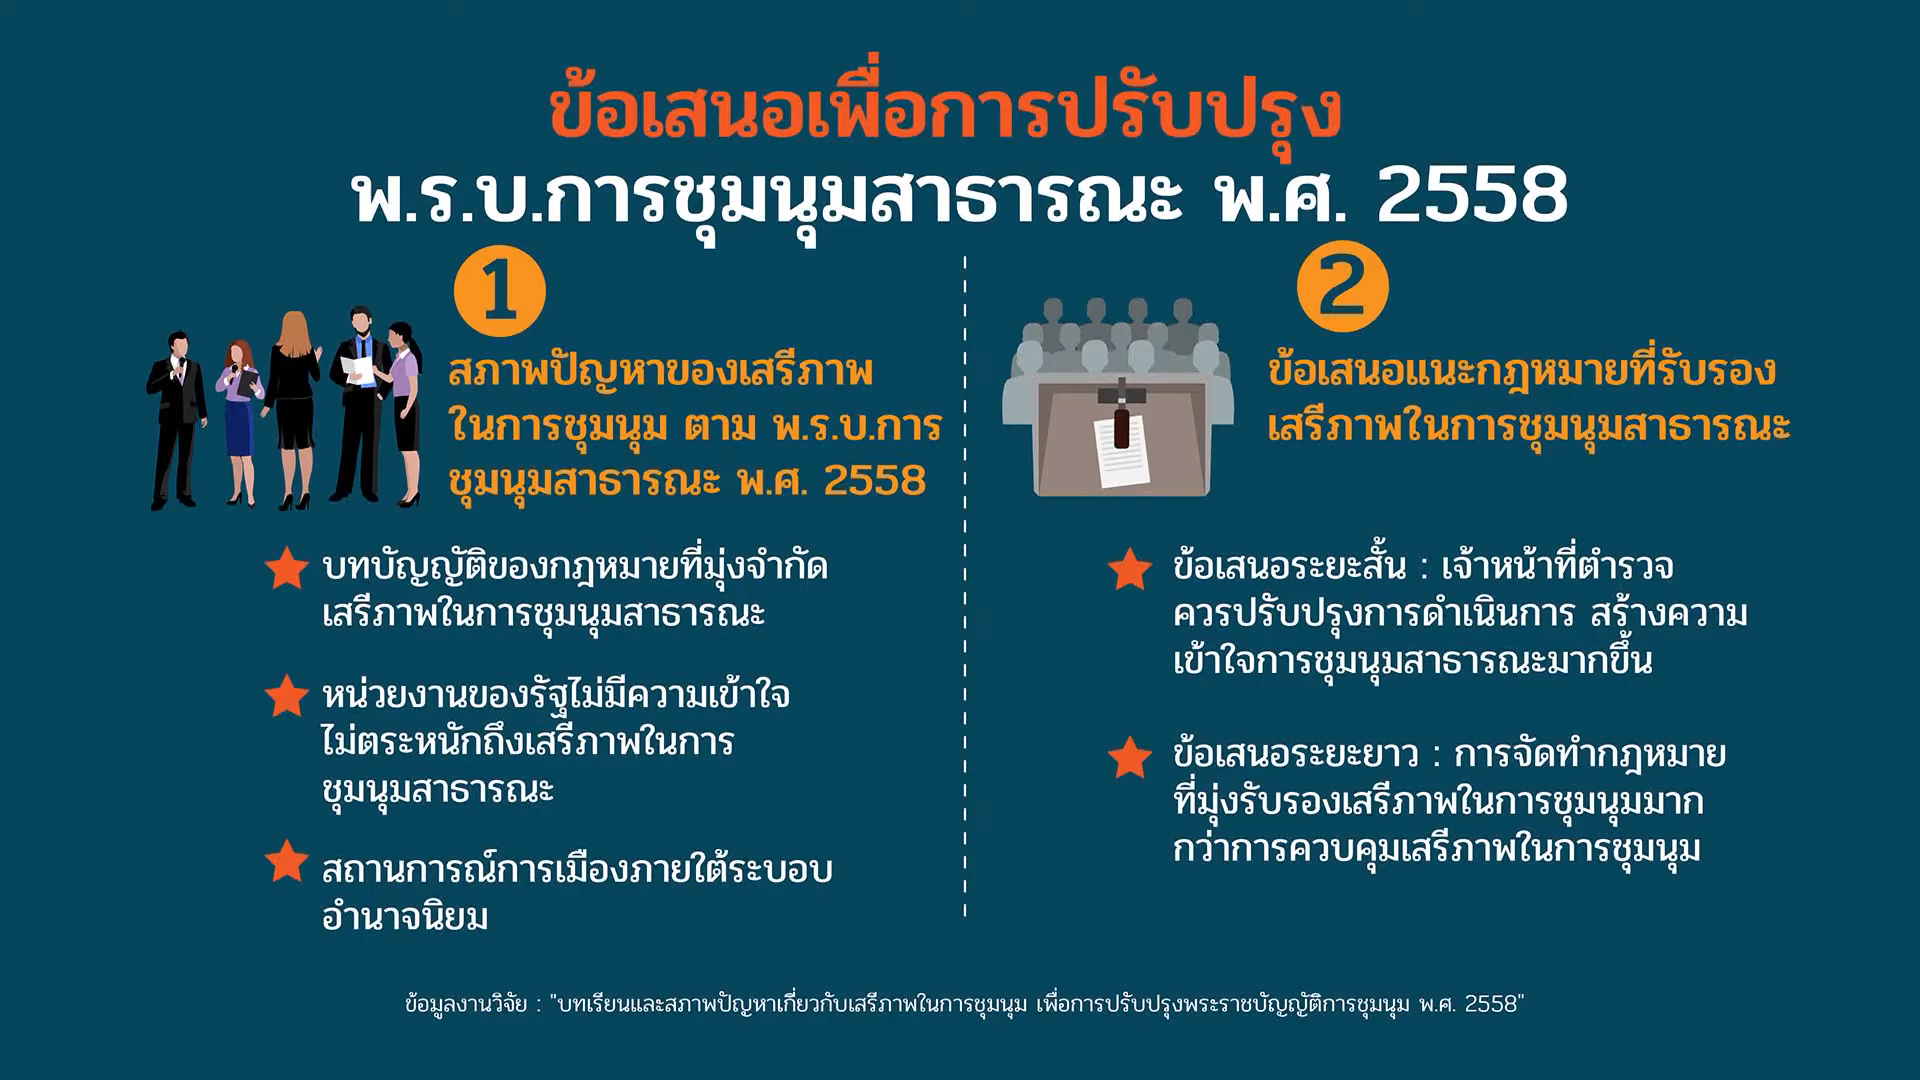 ข้อเสนอเพื่อการปรับปรุง
พ.ร.บ.การชุมนุมสาธารณะ พ.ศ. 2558
1
สภาพปัญหาของเสรีภาพ
ในการชุมนุม ตาม พ.ร.บ.การ
ชุมนุมสาธารณะ พ.ศ. 2558
บทบัญญัติของกฎหมายที่มุ่งจำกัด
เสรีภาพในการชุมนุมสาธารณะ
หน่วยงานของรัฐไม่มีความเข้าใจ
ไม่ตระหนักถึงเสรีภาพในการ
ชุมนุมสาธารณะ
สถานการณ์การเมืองภายใต้ระบอบ
อำนาจนิยม
2
ข้อเสนอแนะกฎหมายที่รับรอง
เสรีภาพในการชุมนุมสาธารณะ
ข้อเสนอระยะสั้น : เจ้าหน้าที่ตำรวจ
ควรปรับปรุงการดำเนินการ สร้างความ
เข้าใจการชุมนุมสาธารณะมากขึ้น
ข้อเสนอระยะยาว : การจัดทำกฎหมาย
ที่มุ่งรับรองเสรีภาพในการชุมนุมมาก
กว่าการควบคุมเสรีภาพในการชุมนุม
ข้อมูลงานวิจัย : "บทเรียนและสภาพปัญหาเกี่ยวกับเสรีภาพในการชุมนุม เพื่อการปรับปรุงพระราชบัญญัติการชุมนุม พ.ศ. 2558"